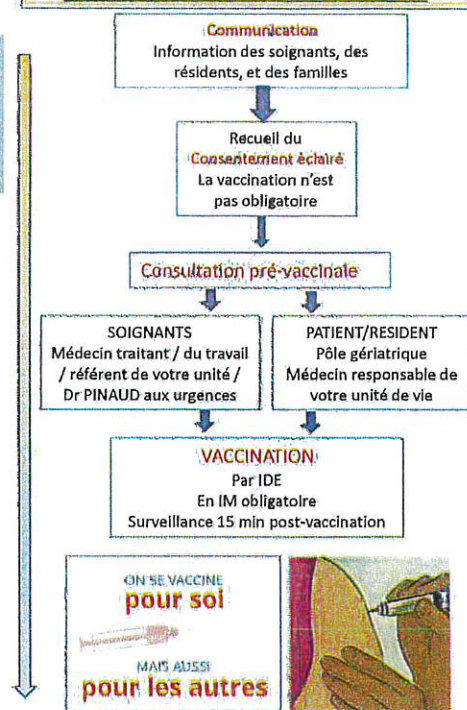 Communication
Information des soignants, des
résidents, et des familles
Recueil du
Consentement éclairé
La vaccination n'est
pas obligatoire
Consultation pré-vaccinale
SOIGNANTS
Médecin traitant / du travail
/ référent de votre unité /
Dr PINAUD aux urgences
PATIENT/RESIDENT
Pôle gériatrique
Médecin responsable de
votre unité de vie
VACCINATION
Par IDE
En IM obligatoire
Surveillance 15 min post-vaccination
ON SE VACCINE
pour soi
MAIS AUSSI
pour les autres